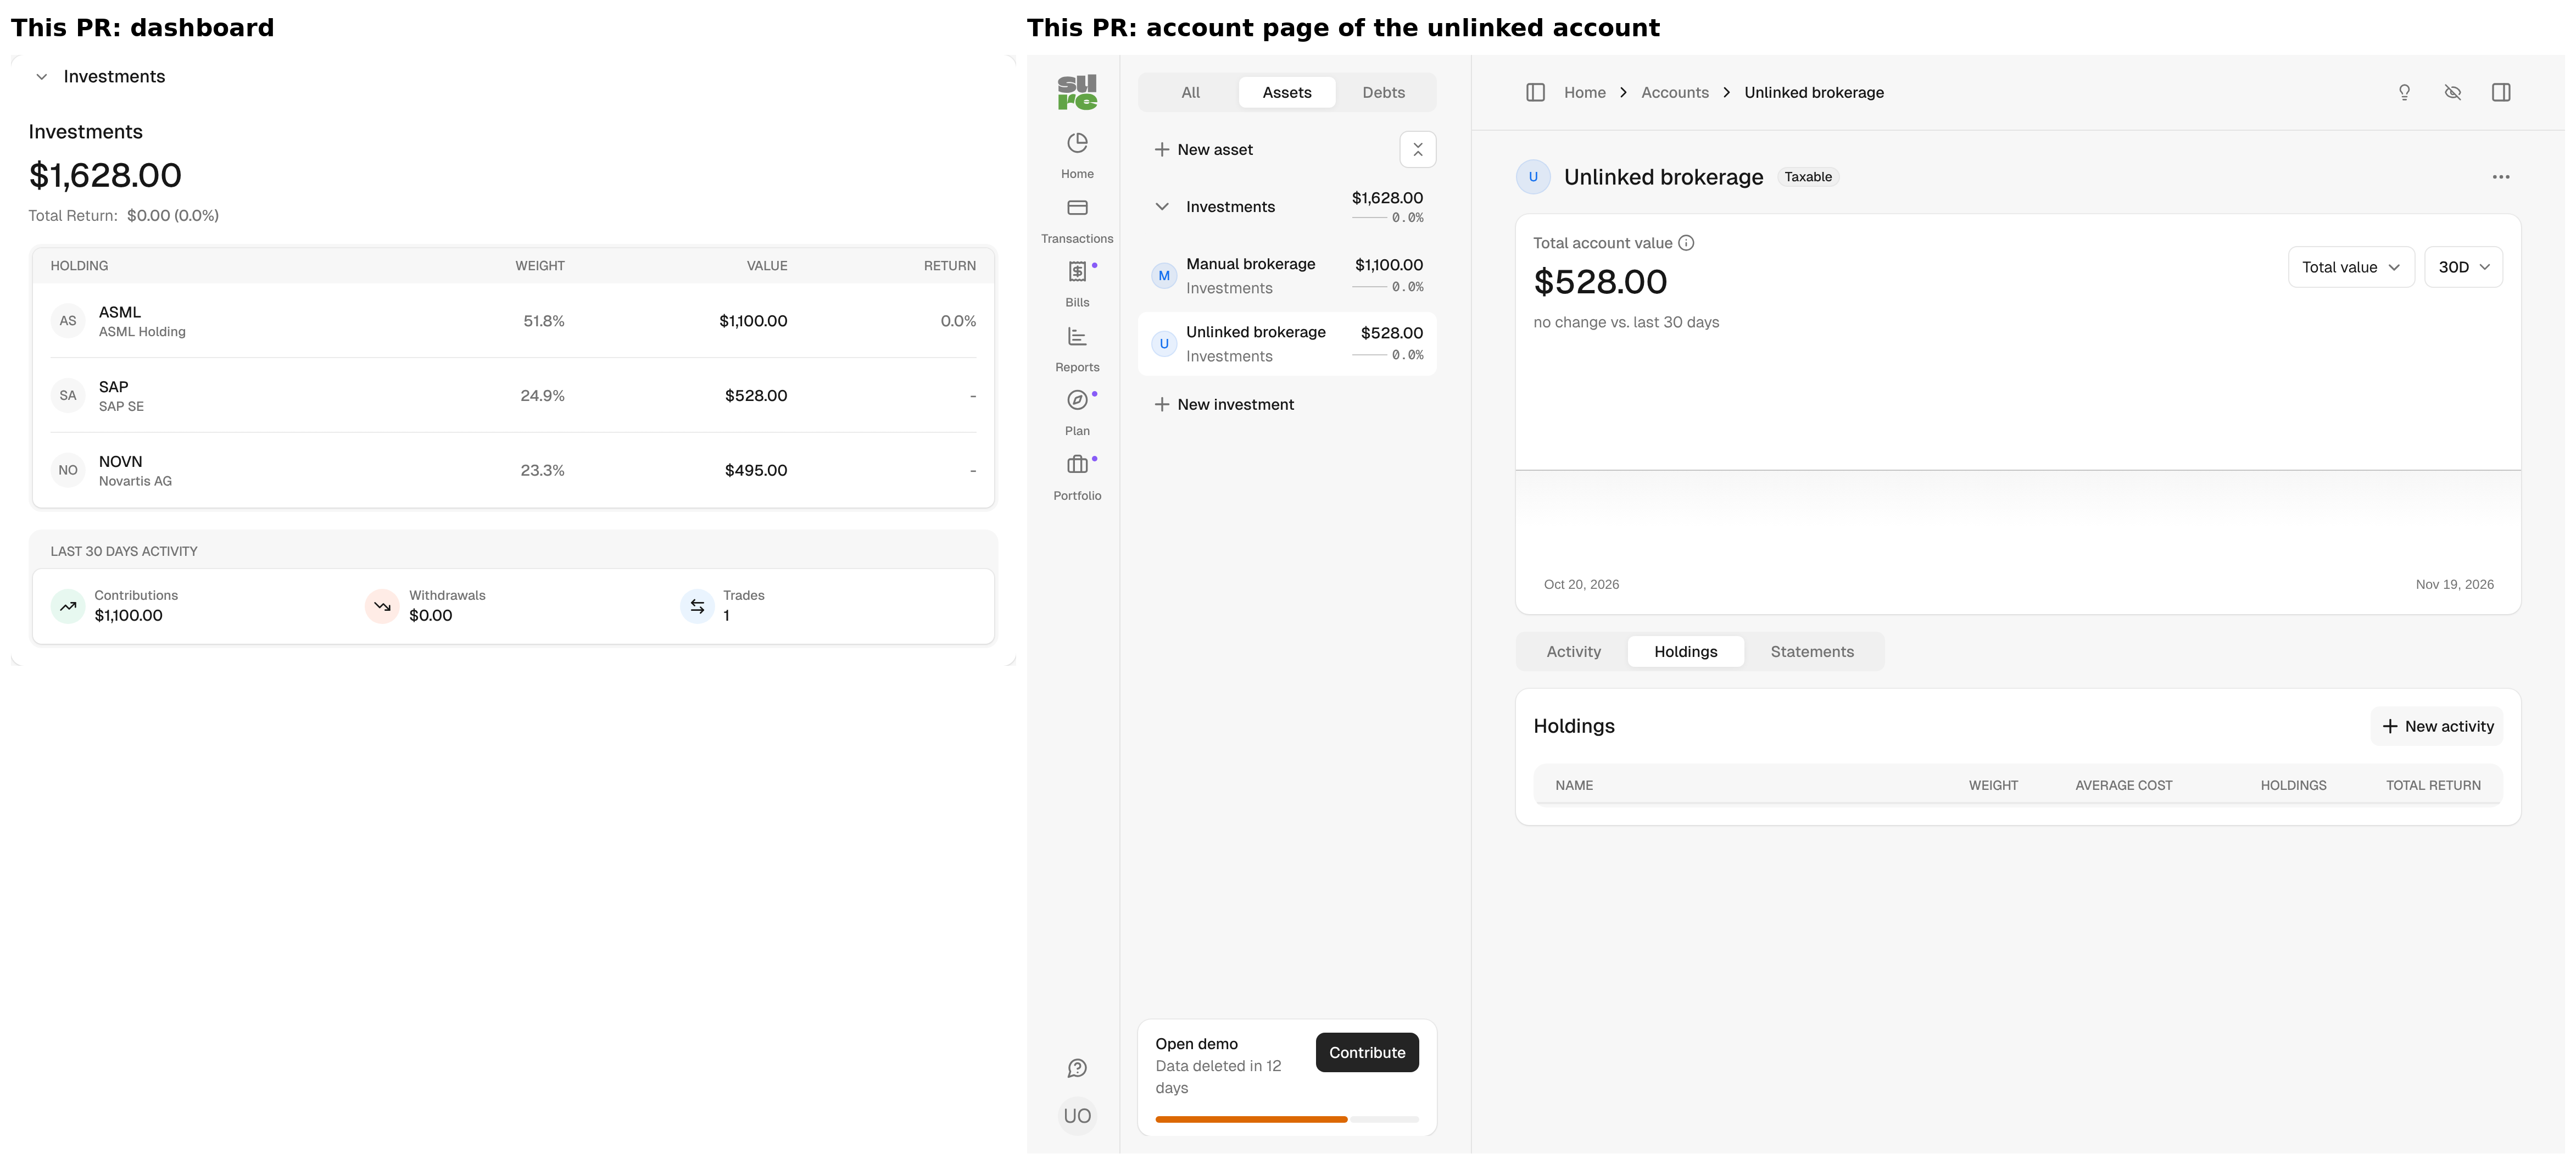 This PR: dashboard
Investments
Investments
$1,628.00
Total Return: $0.00 (0.0%)
HOLDING WEIGHT VALUE RETURN
AS ASML 51.8% $1,100.00 0.0%
ASML Holding
SA SAP 24.9% $528.00 -
SAP SE
NO NOVN 23.3% $495.00 -
Novartis AG
LAST 30 DAYS ACTIVITY
Contributions Withdrawals Trades
$1,100.00 $0.00 1
This PR: account page of the unlinked account
sure
Home
Transactions
Bills
Reports
Plan
Portfolio
UO
All Assets Debts
New asset
Investments $1,628.00
0.0%
M Manual brokerage $1,100.00
Investments 0.0%
U Unlinked brokerage $528.00
Investments 0.0%
New investment
Open demo
Data deleted in 12
days
Contribute
Home > Accounts > Unlinked brokerage
U Unlinked brokerage Taxable
Total account value
$528.00
no change vs. last 30 days
Total value 30D
Oct 20, 2026 Nov 19, 2026
Activity Holdings Statements
Holdings New activity
NAME WEIGHT AVERAGE COST HOLDINGS TOTAL RETURN